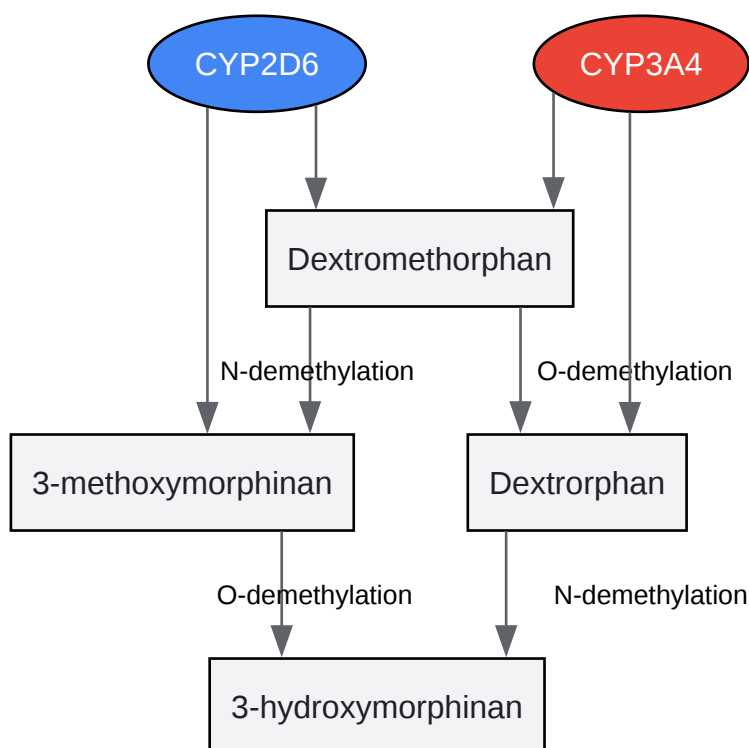 CYP2D6
CYP3A4
Dextromethorphan
N-demethylation
O-demethylation
3-methoxymorphinan
Dextrorphan
O-demethylation
N-demethylation
3-hydroxymorphinan